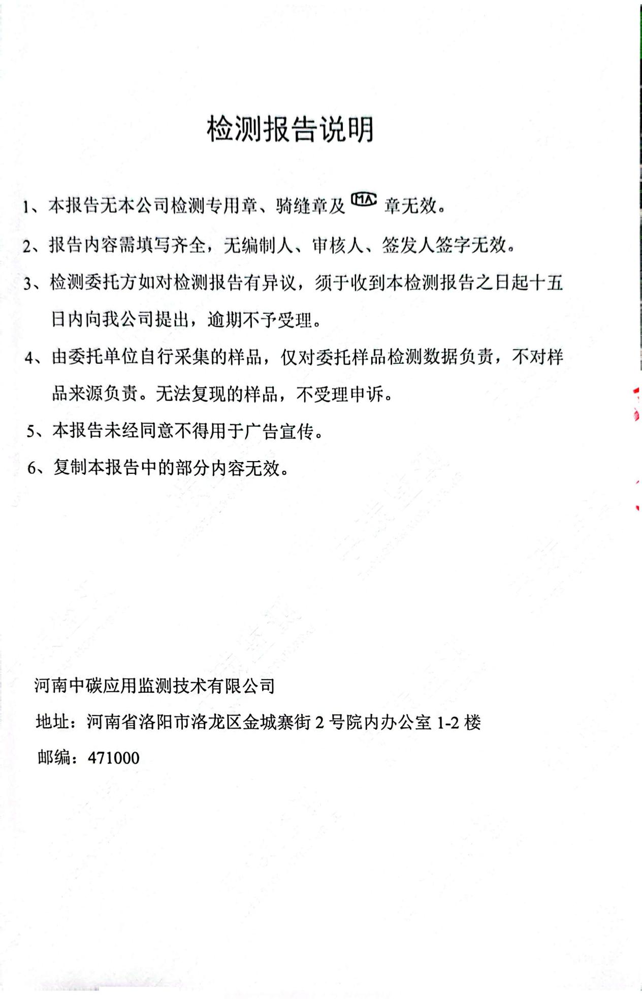 检测报告说明
1、本报告无本公司检测专用章、骑缝章及 MA 章无效。
2、报告内容需填写齐全，无编制人、审核人、签发人签字无效。
3、检测委托方如对检测报告有异议，须于收到本检测报告之日起十五
日内向我公司提出，逾期不予受理。
4、由委托单位自行采集的样品，仅对委托样品检测数据负责，不对样
品来源负责。无法复现的样品，不受理申诉。
5、本报告未经同意不得用于广告宣传。
6、复制本报告中的部分内容无效。
河南中碳应用监测技术有限公司
地址：河南省洛阳市洛龙区金城寨街 2 号院内办公室 1-2 楼
邮编：471000